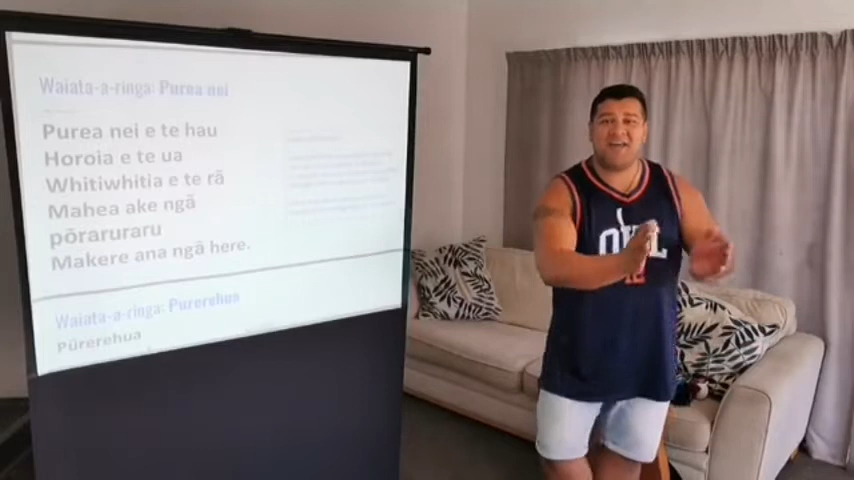 Waiata-a-ringa: Purea nei
Purea nei e te hau
Horoia e te ua
Whitiwhitia e te rā
Mahea ake ngā
pōraruraru
Makere ana ngā here.
Waiata-a-ringa: Purerehua
Pūrerehua